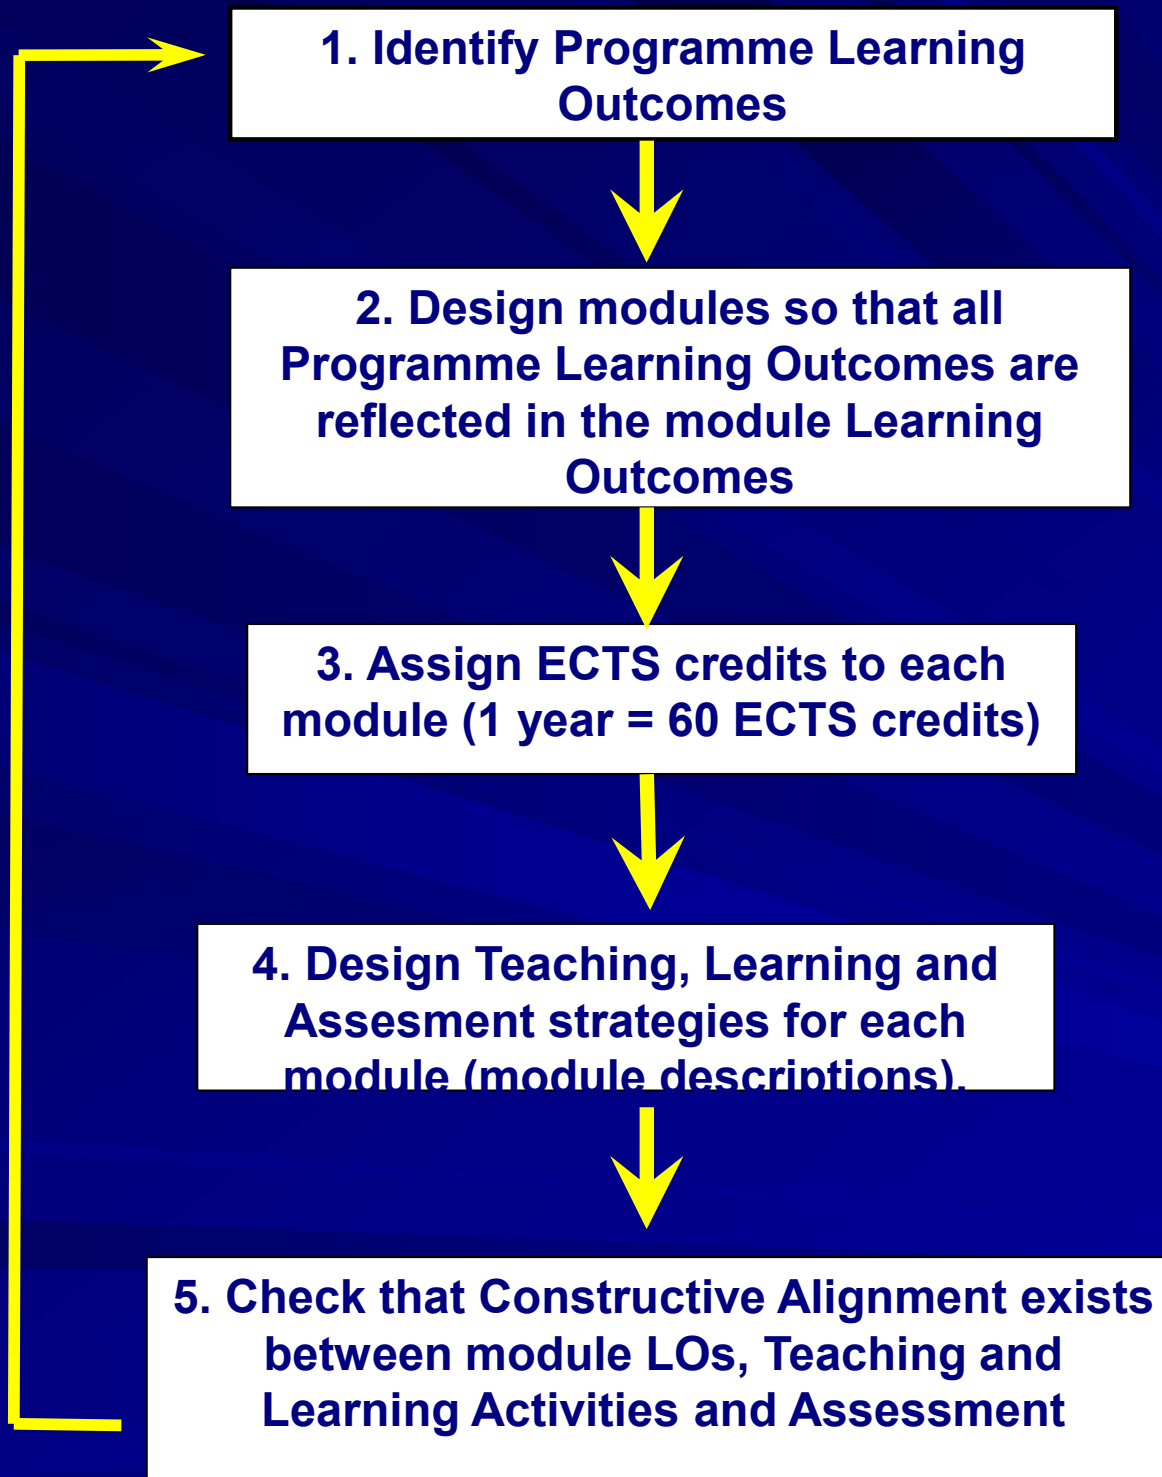 1. Identify Programme Learning
Outcomes
2. Design modules so that all
Programme Learning Outcomes are
reflected in the module Learning
Outcomes
3. Assign ECTS credits to each
module (1 year = 60 ECTS credits)
4. Design Teaching, Learning and
Assesment strategies for each
module (module descriptions).
5. Check that Constructive Alignment exists
between module LOs, Teaching and
Learning Activities and Assessment